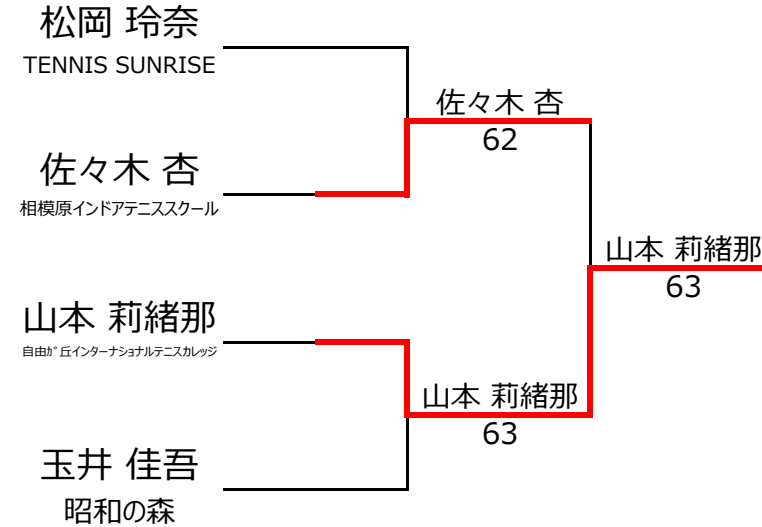 松岡 玲奈
TENNIS SUNRISE
佐々木 杏
62
佐々木 杏
相模原インドアテニススクール
山本 莉緒那
63
山本 莉緒那
自由ｶﾞ丘インターナショナルテニスカレッジ
山本 莉緒那
63
玉井 佳吾
昭和の森